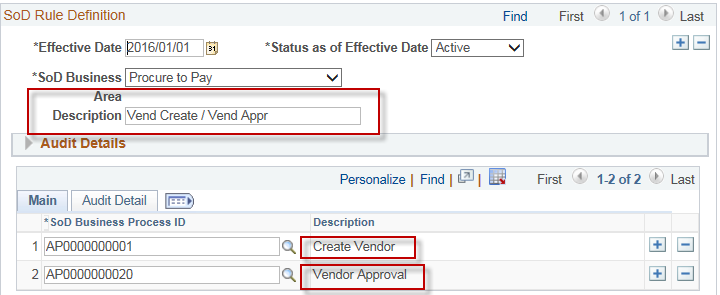 SoD Rule Definition Find First 1 of 1 Last
*Effective Date 2016/01/01 31 *Status as of Effective Date Active
*SoD Business Area Procure to Pay
Description Vend Create / Vend Appr
Audit Details
Personalize | Find | | First 1-2 of 2 Last
Main Audit Detail
*SoD Business Process ID Description
1 AP0000000001 Create Vendor
2 AP0000000020 Vendor Approval